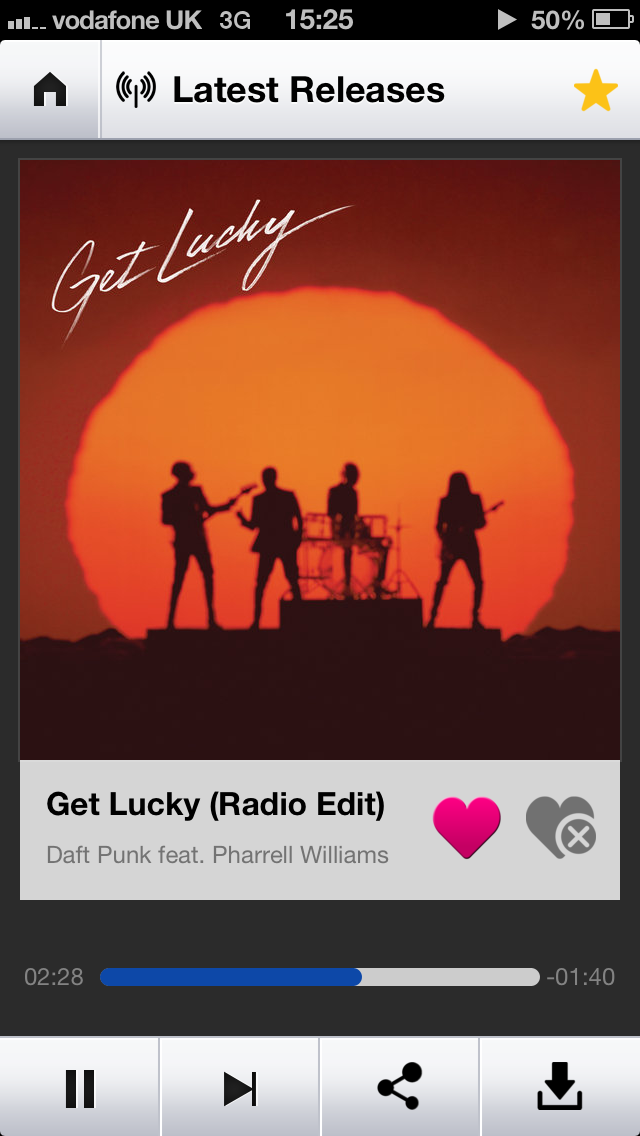 vodafone UK 3G 15:25 50%
Latest Releases
Get Lucky
Get Lucky (Radio Edit)
Daft Punk feat. Pharrell Williams
02:28 -01:40